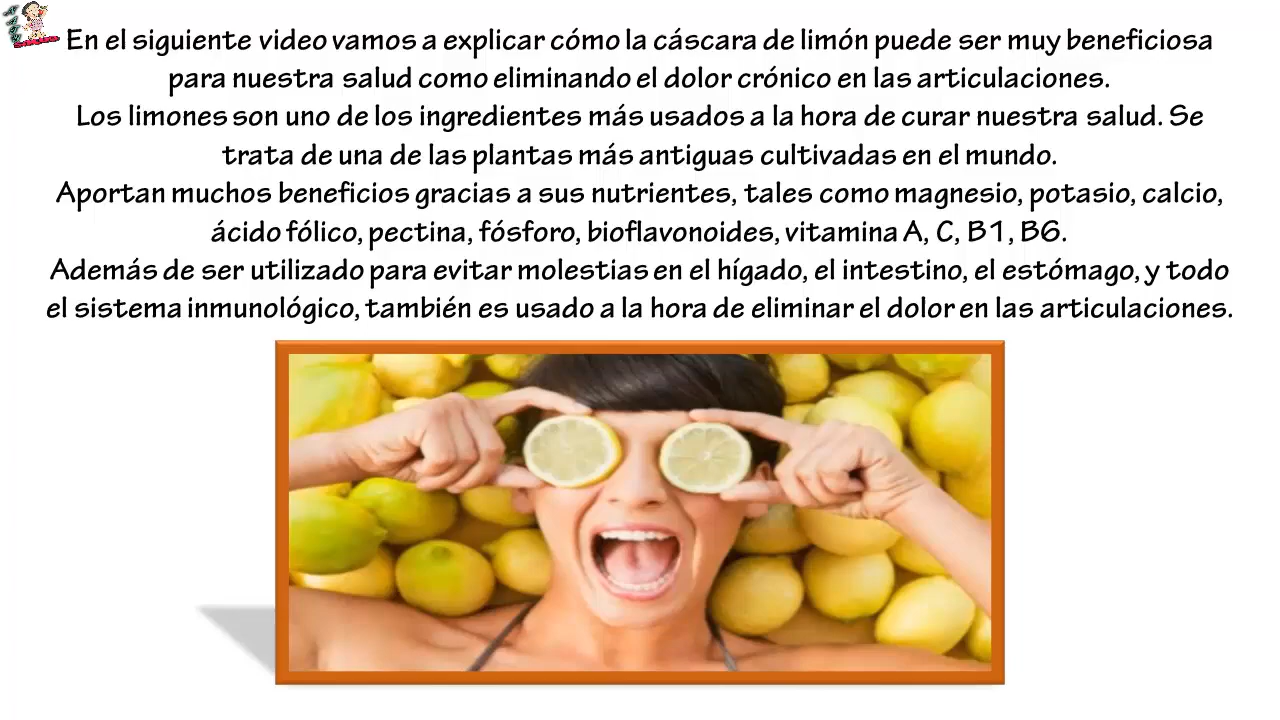 En el siguiente video vamos a explicar cómo la cáscara de limón puede ser muy beneficiosa
para nuestra salud como eliminando el dolor crónico en las articulaciones.
Los limones son uno de los ingredientes más usados a la hora de curar nuestra salud. Se
trata de una de las plantas más antiguas cultivadas en el mundo.
Aportan muchos beneficios gracias a sus nutrientes, tales como magnesio, potasio, calcio,
ácido fólico, pectina, fósforo, bioflavonoides, vitamina A, C, B1, B6.
Además de ser utilizado para evitar molestias en el hígado, el intestino, el estómago, y todo
el sistema inmunológico, también es usado a la hora de eliminar el dolor en las articulaciones.